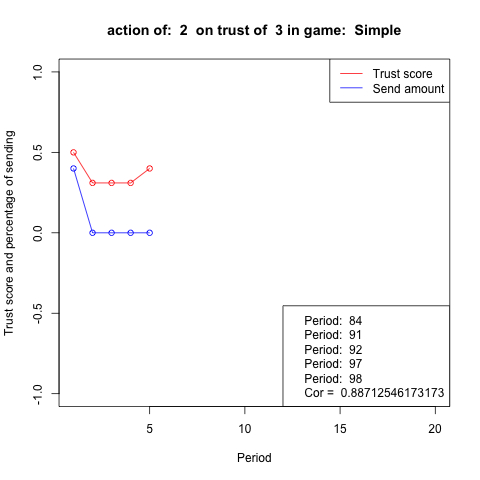 action of:  2  on trust of  3 in game:  Simple
Trust score and percentage of sending
1.0
0.5
0.0
-0.5
-1.0
Trust score
Send amount
Period:  84
Period:  91
Period:  92
Period:  97
Period:  98
Cor =  0.88712546173173
5
10
15
20
Period